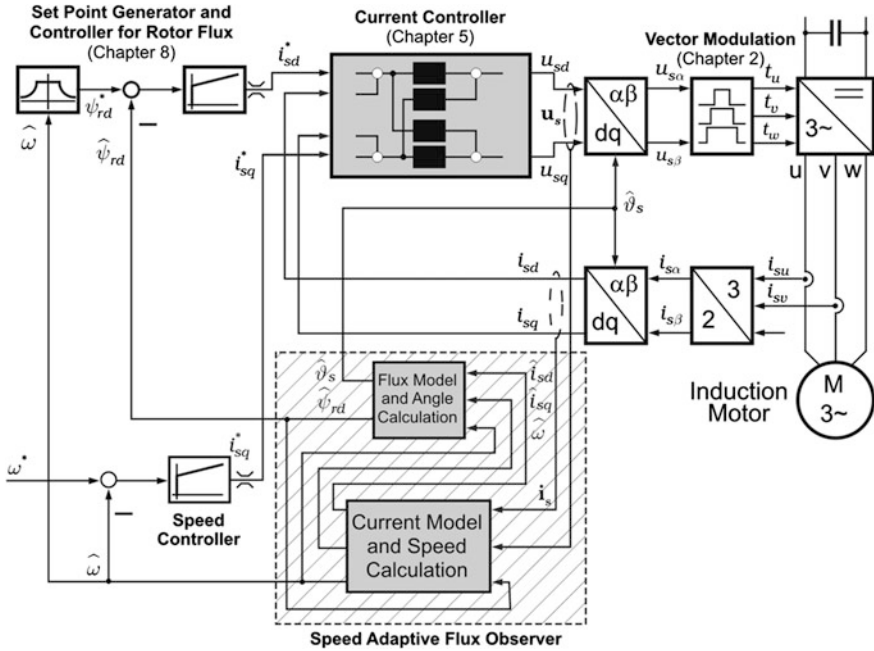 Set Point Generator and
Controller for Rotor Flux
(Chapter 8)
Current Controller
(Chapter 5)
Vector Modulation
(Chapter 2)
i*sd
usd
us
usq
αβ
dq
usα
usβ
tu
tv
tw
3~
u
v
w
ψ*rd
ω̂
ψ̂rd
i*sq
ϑ̂s
isd
isq
αβ
dq
isα
isβ
3
2
isu
isv
Induction
Motor
M
3~
ϑ̂s
ψ̂rd
Flux Model
and Angle
Calculation
îsd
îsq
ω̂
ω*
i*sq
Speed
Controller
is
Current Model
and Speed
Calculation
ω̂
Speed Adaptive Flux Observer